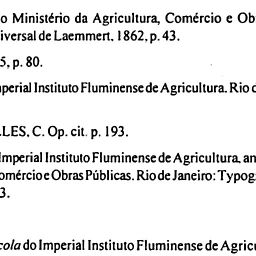 o Ministério da Agricultura, Comércio e Ob
iversal de Laemmert, 1862, p. 43.
5, p. 80.
perial Instituto Fluminense de Agricultura. Rio d
LES, C. Op. cit. p. 193.
Imperial Instituto Fluminense de Agricultura, an
omércio e Obras Públicas. Rio de Janeiro: Typog
3.
cola do Imperial Instituto Fluminense de Agric